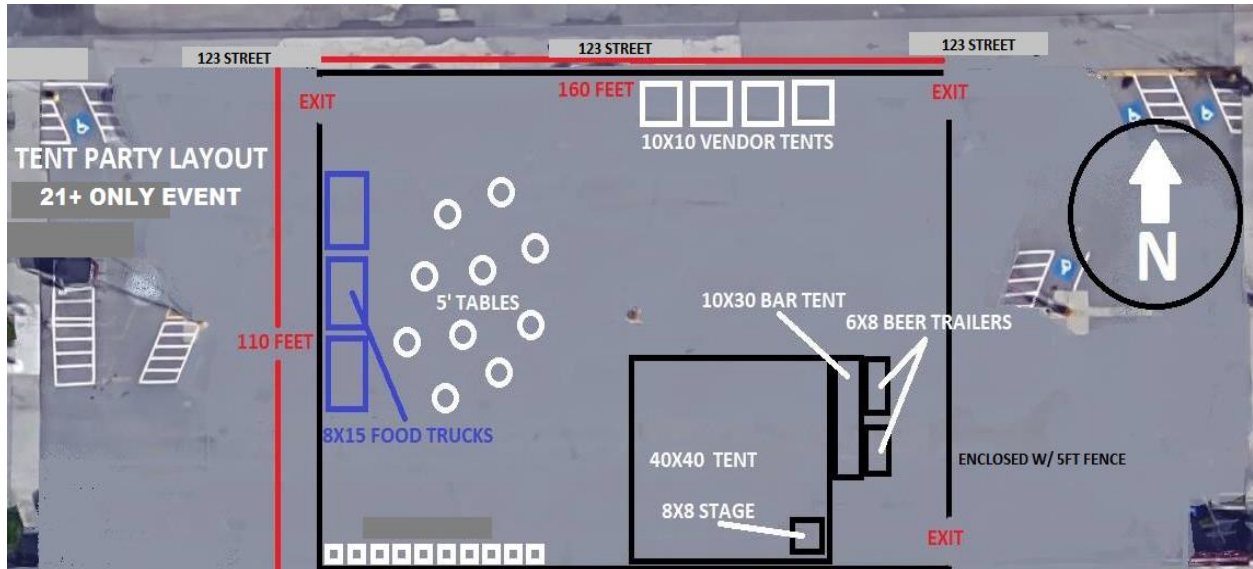 123 STREET
123 STREET
123 STREET
EXIT
160 FEET
EXIT
10X10 VENDOR TENTS
TENT PARTY LAYOUT
21+ ONLY EVENT
N
5' TABLES
10X30 BAR TENT
6X8 BEER TRAILERS
110 FEET
8X15 FOOD TRUCKS
40X40 TENT
ENCLOSED W/ 5FT FENCE
8X8 STAGE
EXIT